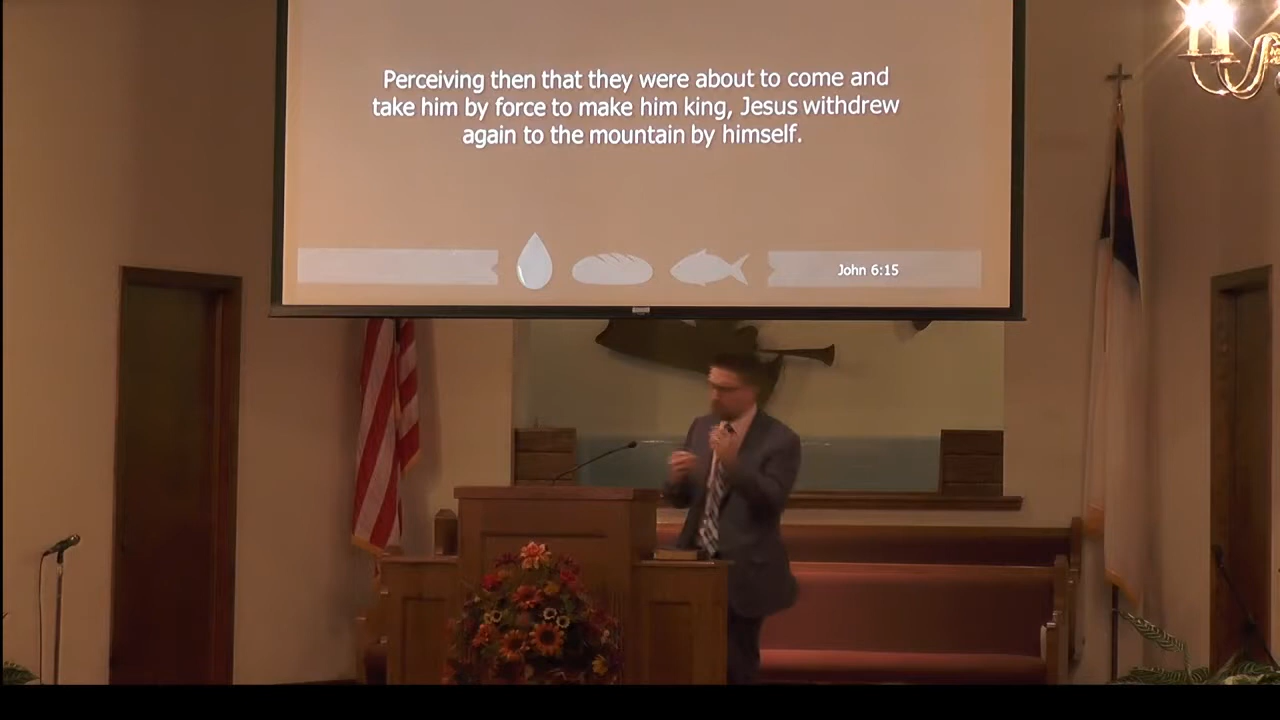 Perceiving then that they were about to come and
take him by force to make him king, Jesus withdrew
again to the mountain by himself.
John 6:15